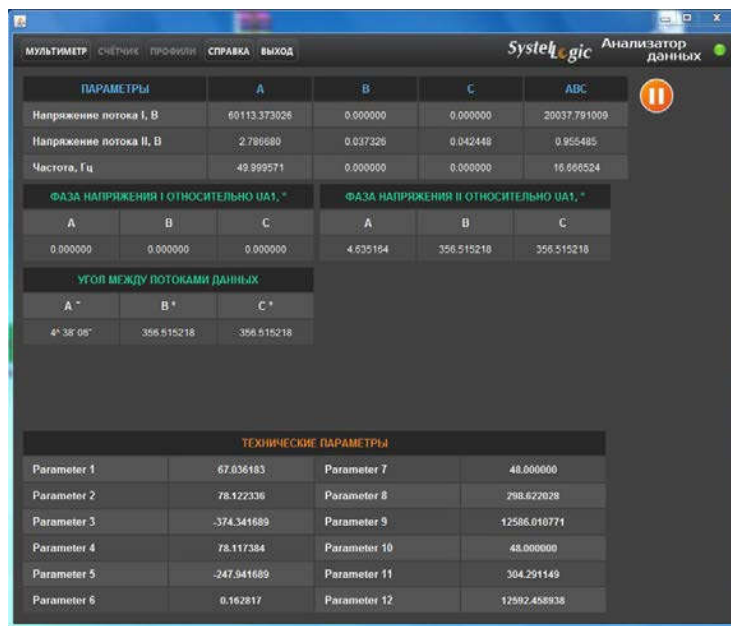 МУЛЬТИМЕТР СЧЁТЧИК ПРОФИЛИ СПРАВКА ВЫХОД SystelLogic Анализатор данных
ПАРАМЕТРЫ A B C ABC
Напряжение потока I, В 60113.373026 0.000000 0.000000 20037.791009
Напряжение потока II, В 2.786680 0.037326 0.042448 0.955485
Частота, Гц 49.999571 0.000000 0.000000 16.666524
ФАЗА НАПРЯЖЕНИЯ I ОТНОСИТЕЛЬНО UA1, ° ФАЗА НАПРЯЖЕНИЯ II ОТНОСИТЕЛЬНО UA1, °
A B C A B C
0.000000 0.000000 0.000000 4.635164 356.515218 356.515218
УГОЛ МЕЖДУ ПОТОКАМИ ДАННЫХ
A ˜ B ° C °
4^ 38' 06" 356.515218 356.515218
ТЕХНИЧЕСКИЕ ПАРАМЕТРЫ
Parameter 1 67.036183 Parameter 7 48.000000
Parameter 2 78.122336 Parameter 8 298.622028
Parameter 3 -374.341689 Parameter 9 12586.010771
Parameter 4 78.117384 Parameter 10 48.000000
Parameter 5 -247.941689 Parameter 11 304.291149
Parameter 6 0.162817 Parameter 12 12592.458938